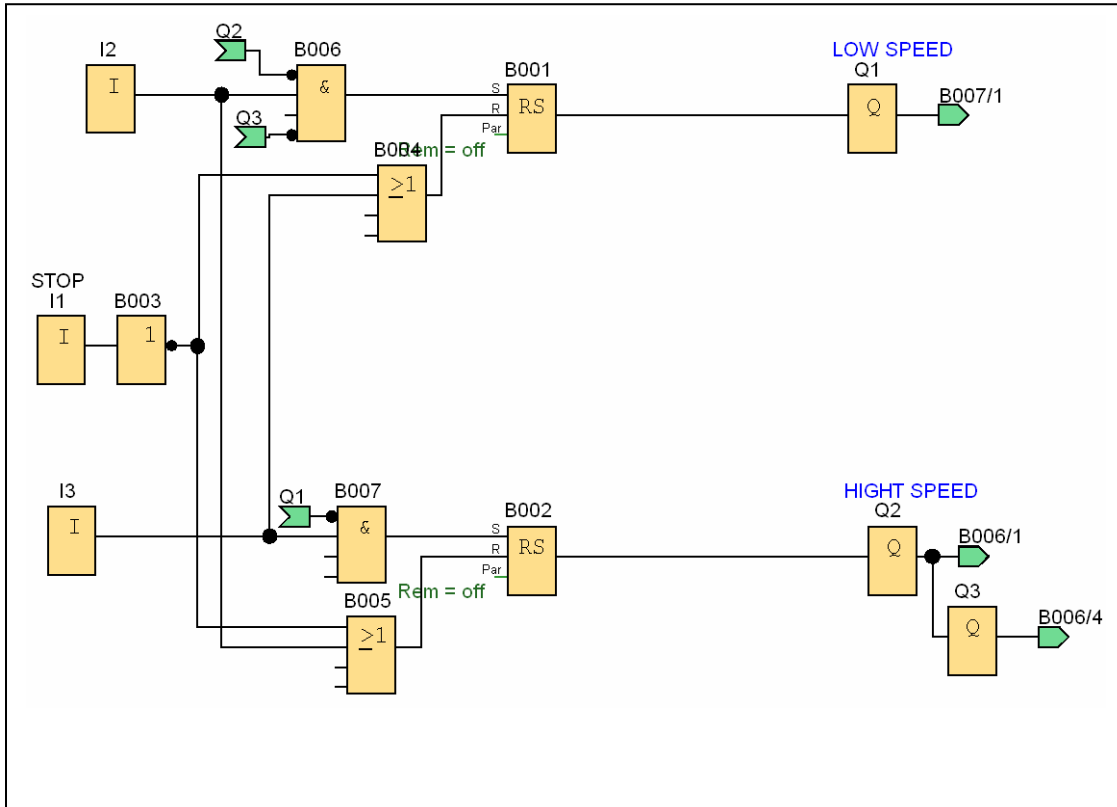 LOW SPEED
I2
Q2
B006
B001
Q1
B007/1
I
&
S
R
Par
RS
Q
Q3
B004
Rem = off
≥1
STOP
I1
B003
I
1
I3
Q1
B007
B002
HIGHT SPEED
Q2
B006/1
I
&
S
R
Par
RS
Q
Rem = off
B005
≥1
Q3
Q
B006/4